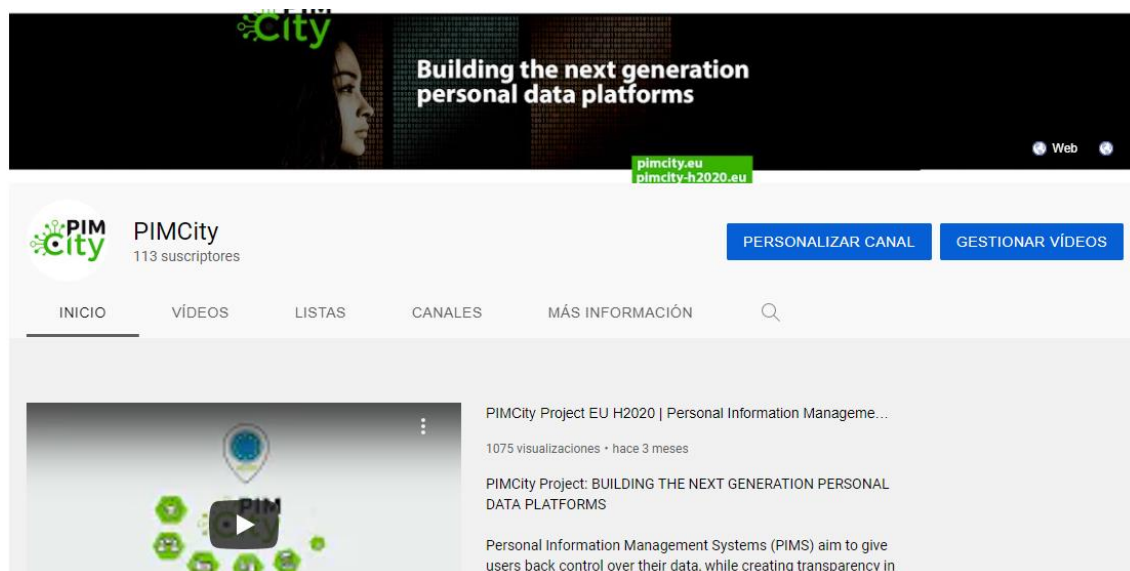 City
Building the next generation
personal data platforms
Web
pimcity.eu
pimcity-h2020.eu
PIM
City
PIMCity
113 suscriptores
PERSONALIZAR CANAL
GESTIONAR VÍDEOS
INICIO
VÍDEOS
LISTAS
CANALES
MÁS INFORMACIÓN
PIMCity Project EU H2020 | Personal Information Manageme...
1075 visualizaciones • hace 3 meses
PIMCity Project: BUILDING THE NEXT GENERATION PERSONAL
DATA PLATFORMS
Personal Information Management Systems (PIMS) aim to give
users back control over their data, while creating transparency in
PIM
City